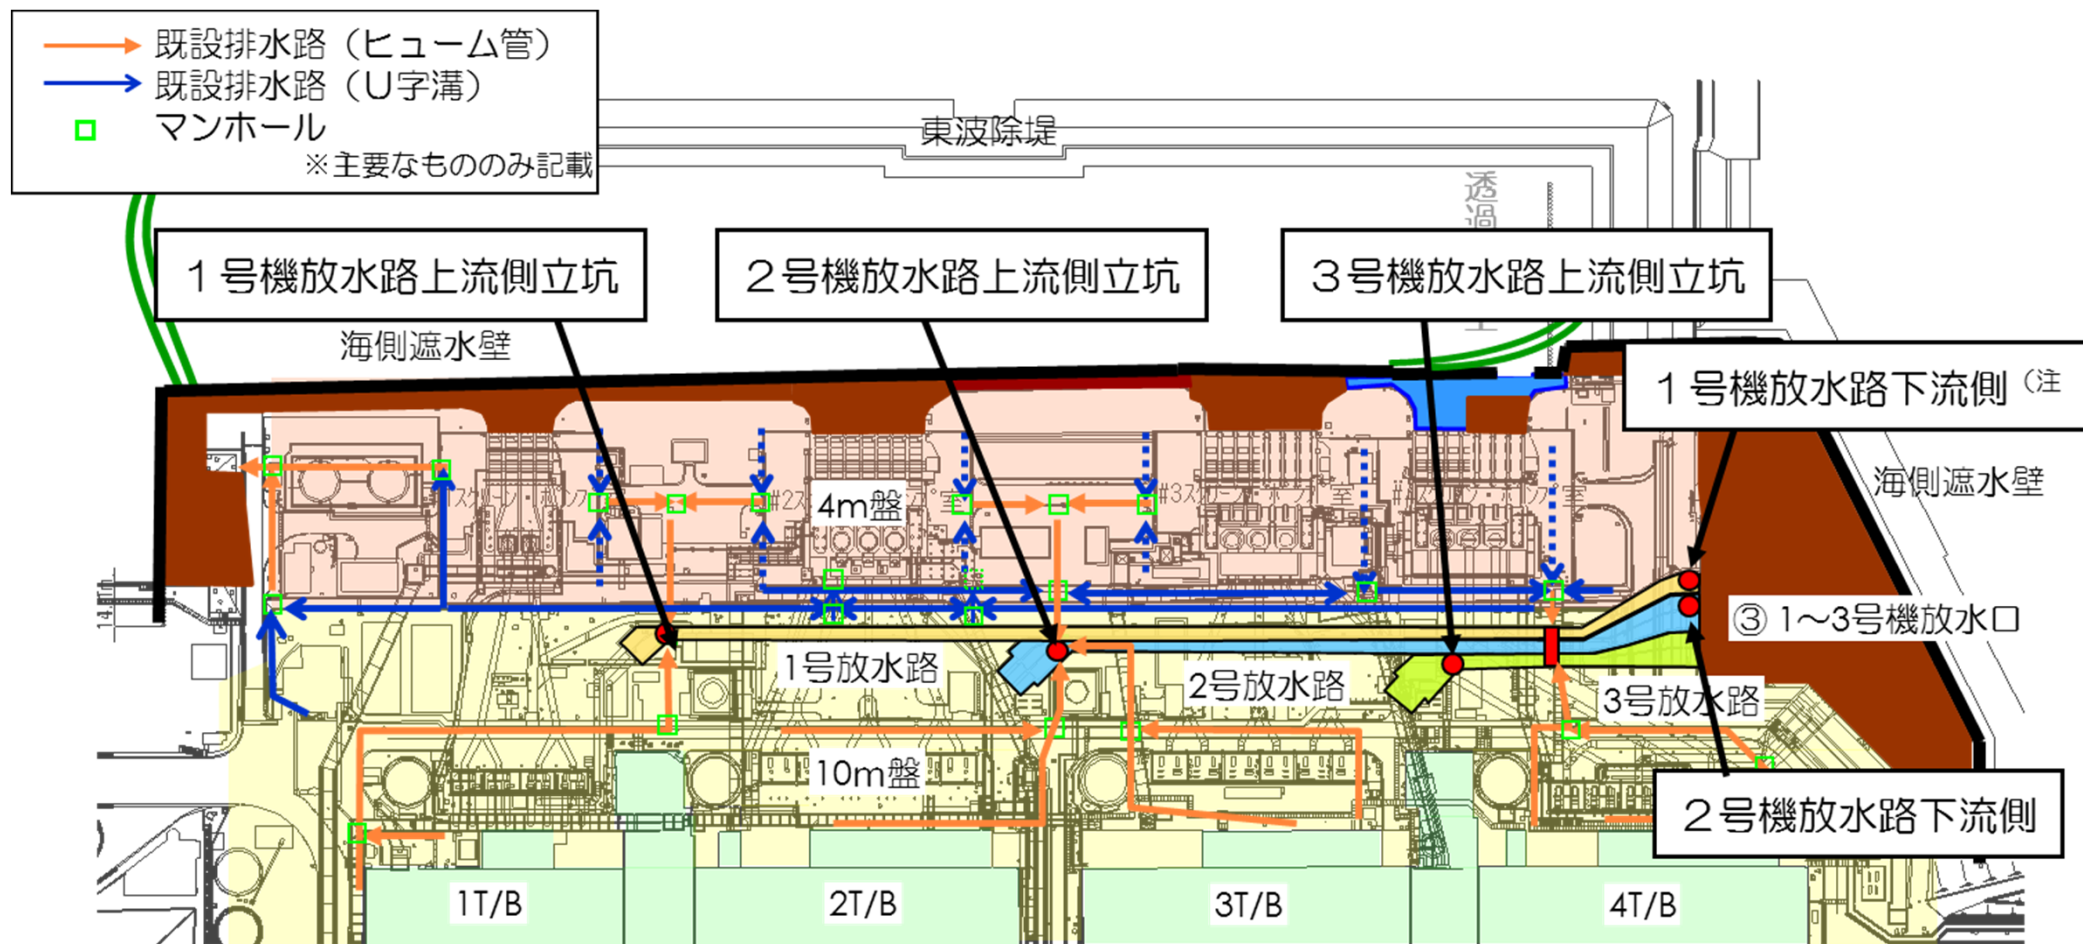 既設排水路（ヒューム管）
既設排水路（U字溝）
マンホール
※主要なもののみ記載
東波除堤
透過
1号機放水路上流側立坑
2号機放水路上流側立坑
3号機放水路上流側立坑
海側遮水壁
1号機放水路下流側（注
海側遮水壁
4m盤
③ 1～3号機放水口
1号放水路
2号放水路
3号放水路
10m盤
2号機放水路下流側
1T/B
2T/B
3T/B
4T/B